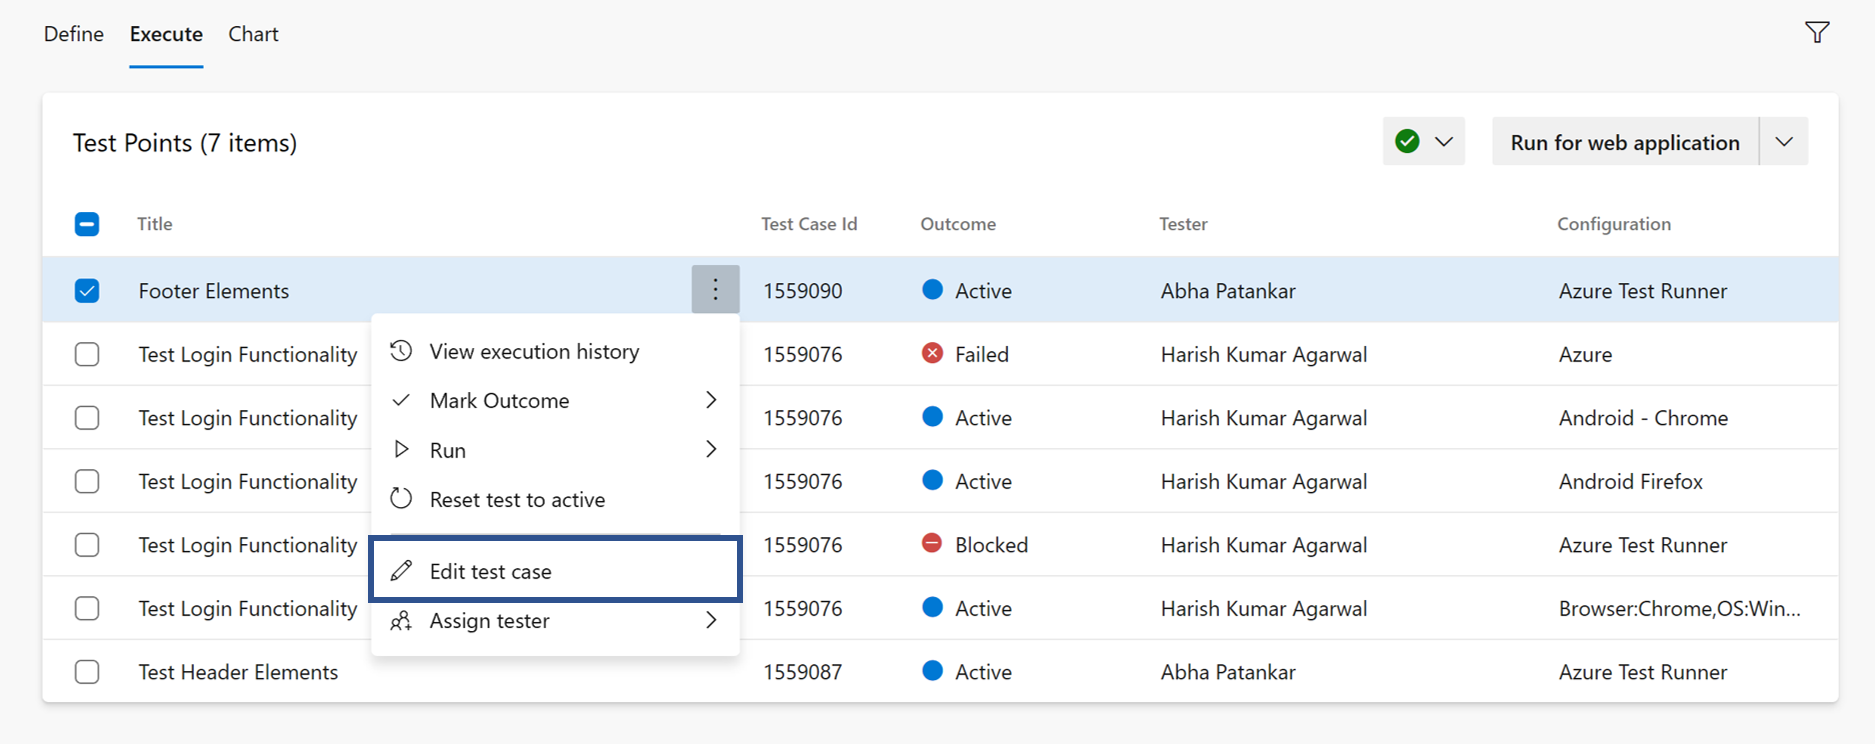 Define Execute Chart
Test Points (7 items) Run for web application
Title Test Case Id Outcome Tester Configuration
Footer Elements 1559090 Active Abha Patankar Azure Test Runner
Test Login Functionality 1559076 Failed Harish Kumar Agarwal Azure
Test Login Functionality 1559076 Active Harish Kumar Agarwal Android - Chrome
Test Login Functionality 1559076 Active Harish Kumar Agarwal Android Firefox
Test Login Functionality 1559076 Blocked Harish Kumar Agarwal Azure Test Runner
Test Login Functionality 1559076 Active Harish Kumar Agarwal Browser:Chrome,OS:Win...
Test Header Elements 1559087 Active Abha Patankar Azure Test Runner
View execution history
Mark Outcome
Run
Reset test to active
Edit test case
Assign tester